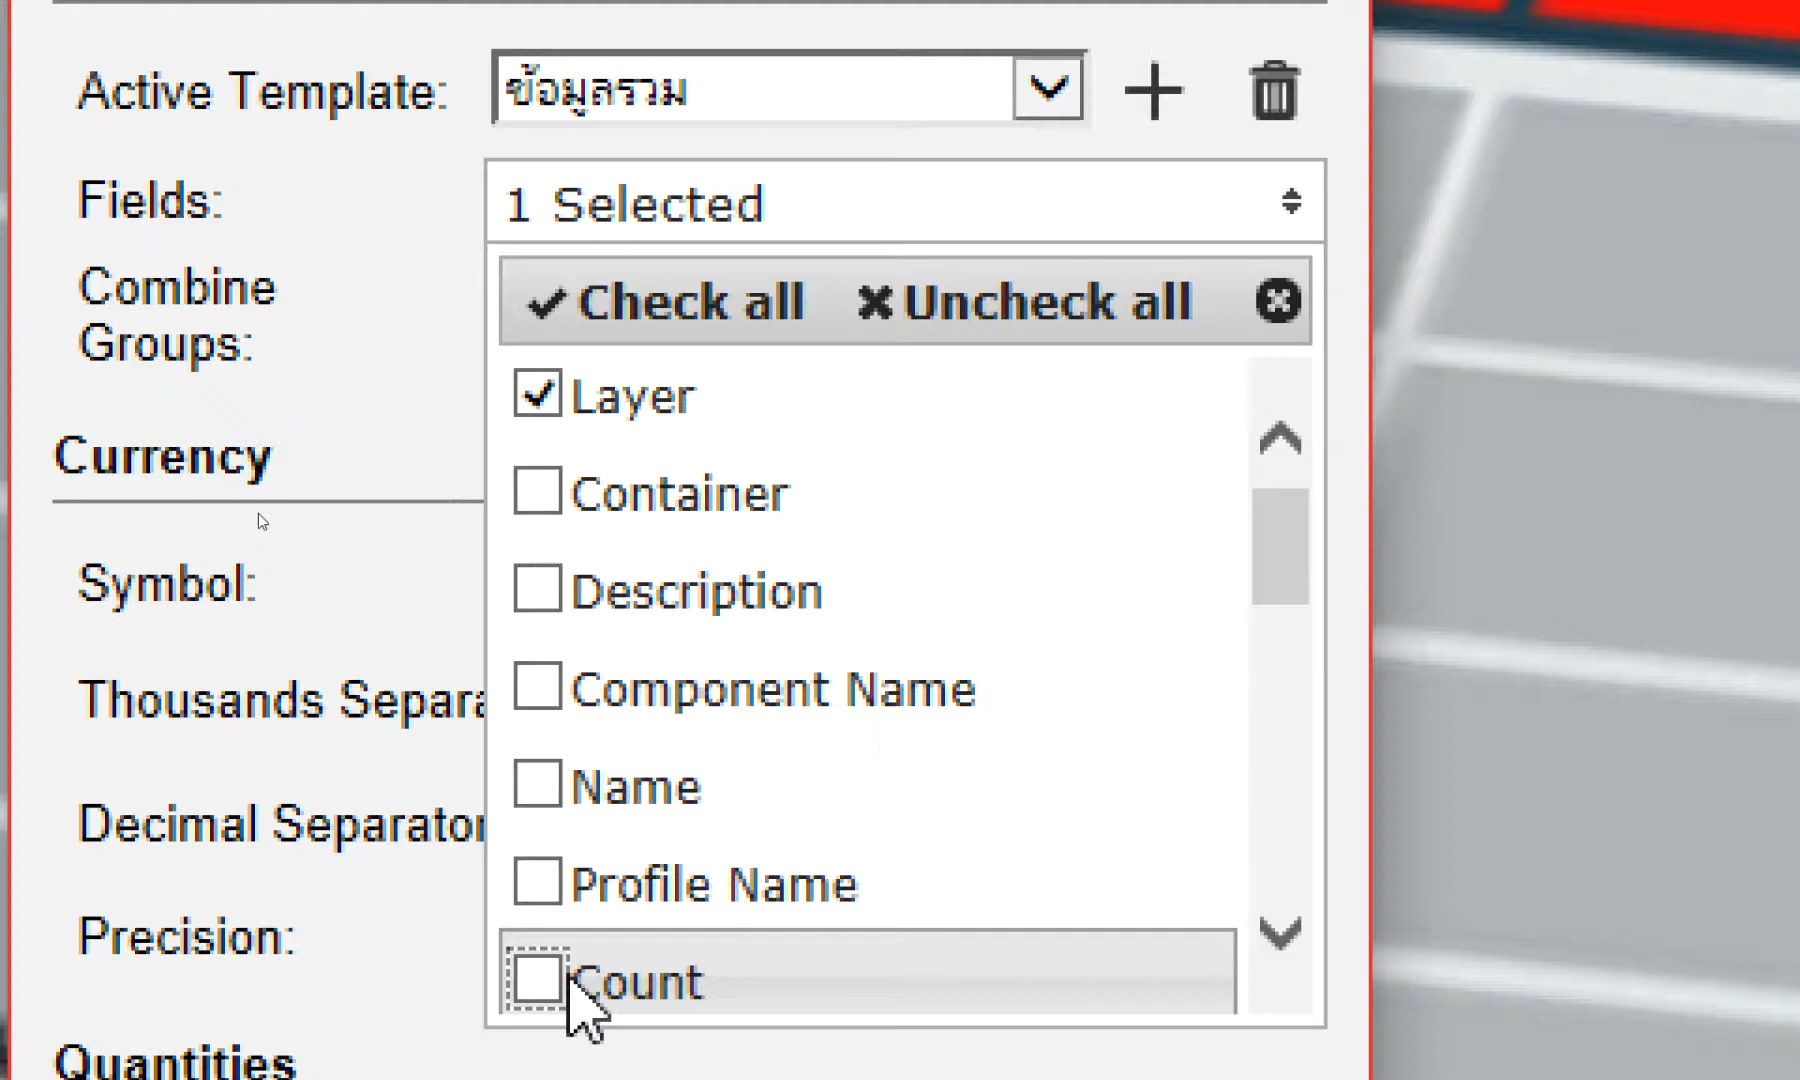 Active Template: ข้อมูลรวม
Fields: 1 Selected
Combine Groups:
Check all Uncheck all
Layer
Container
Currency
Description
Symbol:
Component Name
Thousands Separa
Name
Decimal Separator
Profile Name
Precision:
Count
Quantities